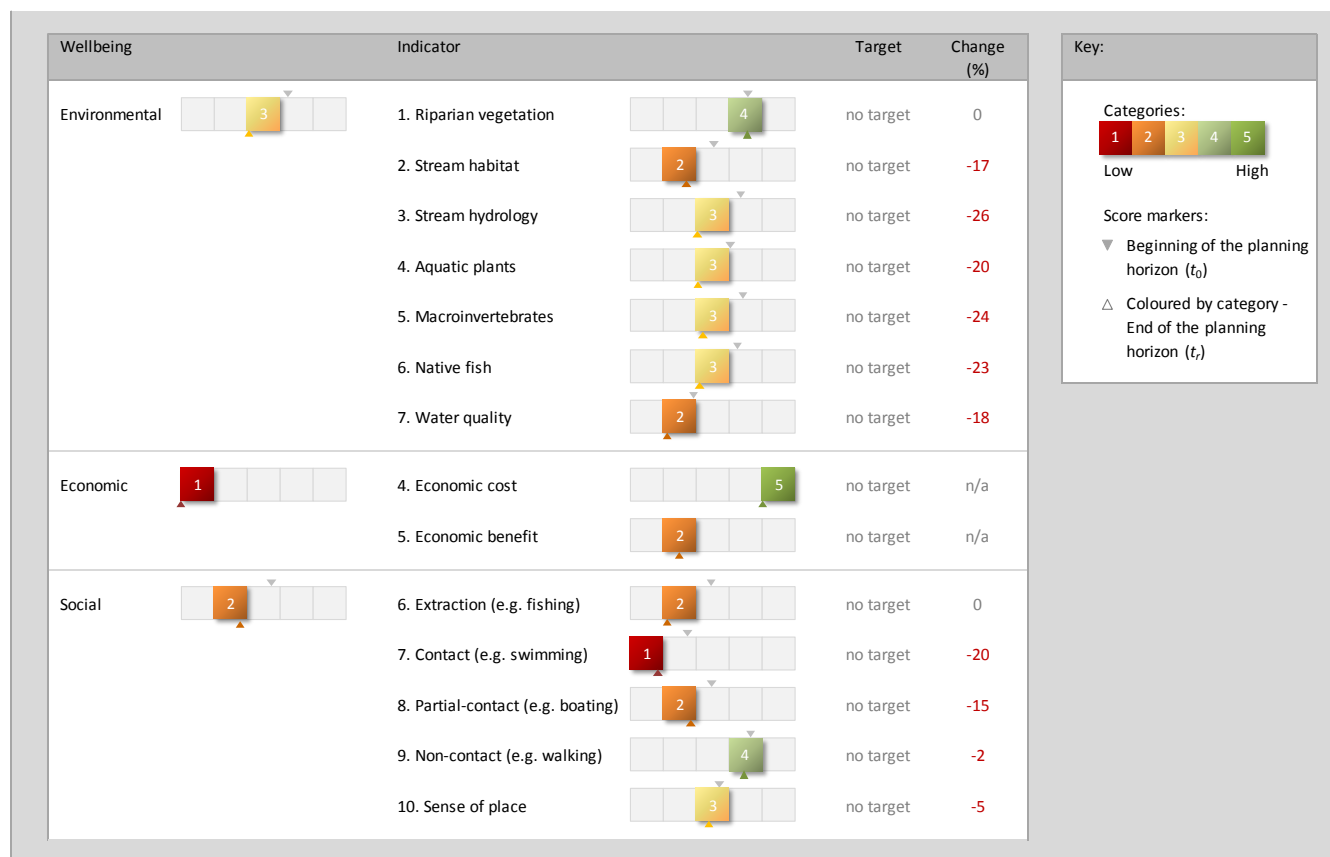 Wellbeing Indicator Target Change
(%)
Environmental 3 1. Riparian vegetation 4 no target 0
2. Stream habitat 2 no target -17
3. Stream hydrology 3 no target -26
4. Aquatic plants 3 no target -20
5. Macroinvertebrates 3 no target -24
6. Native fish 3 no target -23
7. Water quality 2 no target -18
Economic 1 4. Economic cost 5 no target n/a
5. Economic benefit 2 no target n/a
Social 2 6. Extraction (e.g. fishing) 2 no target 0
7. Contact (e.g. swimming) 1 no target -20
8. Partial-contact (e.g. boating) 2 no target -15
9. Non-contact (e.g. walking) 4 no target -2
10. Sense of place 3 no target -5
Key:
Categories:
1 2 3 4 5
Low High
Score markers:
Beginning of the planning
horizon (t0)
Coloured by category -
End of the planning
horizon (tr)